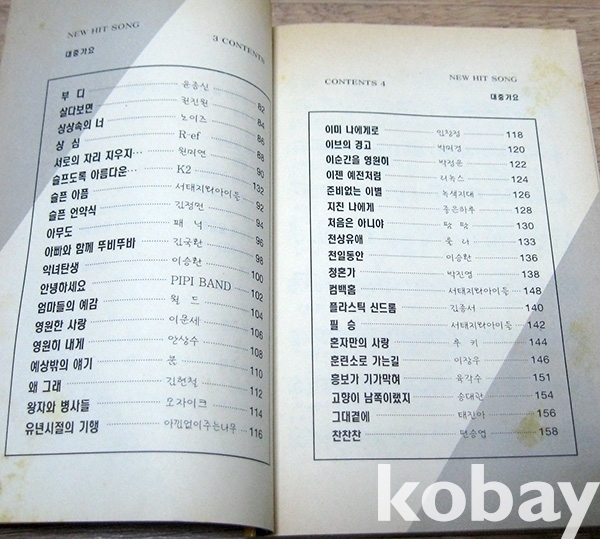 NEW HIT SONG 3 CONTENTS
대중가요
부 디 윤종신 82
살다보면 권진원 84
상상속의 너 노이즈 86
상 심 R·ef 88
서로의 자리 지우지… 원미연 90
슬프도록 아름다운… K2 132
슬픈 아픔 서태지와아이들 92
슬픈 언약식 김정민 94
아무도 패 닉 96
아빠와 함께 뚜비뚜바 김국환 98
악녀탄생 이승환 100
안녕하세요 PIPI BAND 102
엄마들의 예감 월 드 104
영원한 사랑 이문세 106
영원히 내게 안상수 108
예상밖의 얘기 본 110
왜 그래 김현철 112
왕자와 병사들 오자이크 114
유년시절의 기행 아낌없이주는나무 116
CONTENTS 4 NEW HIT SONG
대중가요
이미 나에게로 임창정 118
이브의 경고 박미경 120
이순간을 영원히 박정운 122
이젠 예전처럼 124
준비없는 이별 녹색지대 126
지친 나에게 좋은하루 128
처음은 아니야 탐 탐 130
천상유애 룰 라 133
천일동안 이승환 136
청혼가 박진영 138
컴백홈 서태지와아이들 148
플라스틱 신드롬 김종서 140
필 승 서태지와아이들 142
혼자만의 사랑 루 키 144
훈련소로 가는길 이장우 146
흥보가 기가막혀 육각수 151
고향이 남쪽이랬지 송대관 154
그대곁에 태진아 156
찬찬찬 편승엽 158
kobay